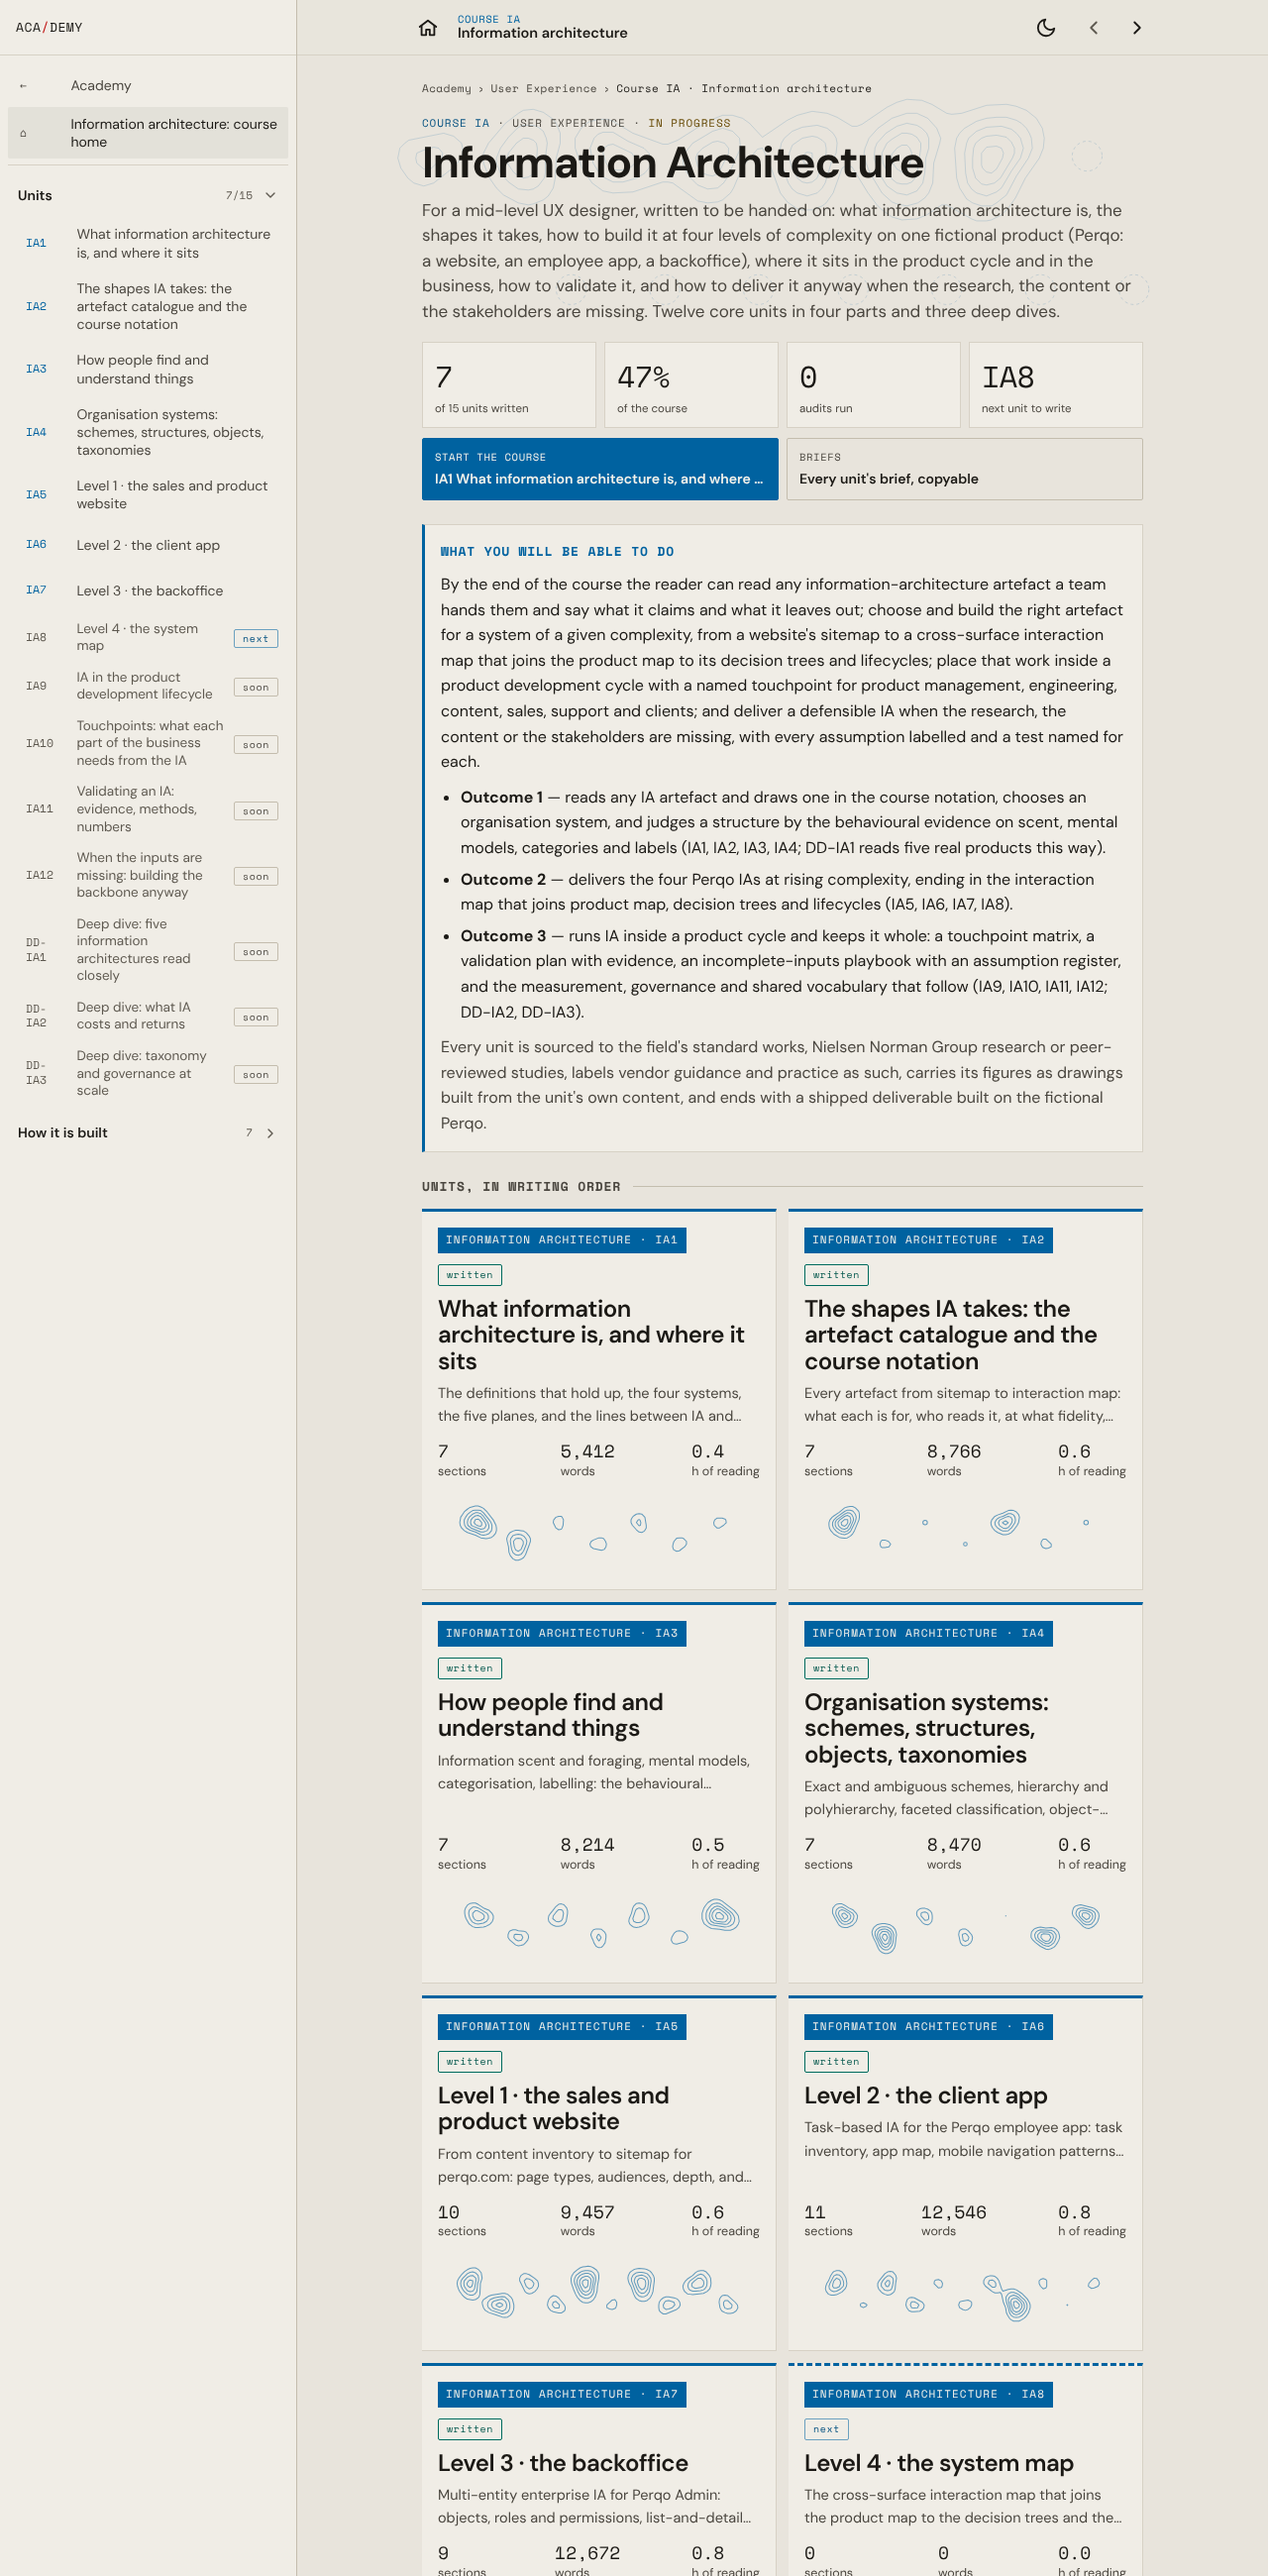 ACA/DEMY
← Academy
⌂ Information architecture: course
home
Units 7/15
IA1 What information architecture
is, and where it sits
IA2 The shapes IA takes: the
artefact catalogue and the
course notation
IA3 How people find and
understand things
IA4 Organisation systems:
schemes, structures, objects,
taxonomies
IA5 Level 1 · the sales and product
website
IA6 Level 2 · the client app
IA7 Level 3 · the backoffice
IA8 Level 4 · the system
map next
IA9 IA in the product
development lifecycle soon
IA10 Touchpoints: what each
part of the business
needs from the IA soon
IA11 Validating an IA:
evidence, methods,
numbers soon
IA12 When the inputs are
missing: building the
backbone anyway soon
DD-IA1 Deep dive: five
information
architectures read
closely soon
DD-IA2 Deep dive: what IA
costs and returns soon
DD-IA3 Deep dive: taxonomy
and governance at
scale soon
How it is built 7
COURSE IA
Information architecture
Academy › User Experience › Course IA · Information architecture
COURSE IA · USER EXPERIENCE · IN PROGRESS
Information Architecture
For a mid-level UX designer, written to be handed on: what information architecture is, the
shapes it takes, how to build it at four levels of complexity on one fictional product (Perqo:
a website, an employee app, a backoffice), where it sits in the product cycle and in the
business, how to validate it, and how to deliver it anyway when the research, the content or
the stakeholders are missing. Twelve core units in four parts and three deep dives.
7
of 15 units written
47%
of the course
0
audits run
IA8
next unit to write
START THE COURSE
IA1 What information architecture is, and where …
BRIEFS
Every unit's brief, copyable
WHAT YOU WILL BE ABLE TO DO
By the end of the course the reader can read any information-architecture artefact a team
hands them and say what it claims and what it leaves out; choose and build the right artefact
for a system of a given complexity, from a website's sitemap to a cross-surface interaction
map that joins the product map to its decision trees and lifecycles; place that work inside a
product development cycle with a named touchpoint for product management, engineering,
content, sales, support and clients; and deliver a defensible IA when the research, the
content or the stakeholders are missing, with every assumption labelled and a test named for
each.
• Outcome 1 — reads any IA artefact and draws one in the course notation, chooses an
organisation system, and judges a structure by the behavioural evidence on scent, mental
models, categories and labels (IA1, IA2, IA3, IA4; DD-IA1 reads five real products this way).
• Outcome 2 — delivers the four Perqo IAs at rising complexity, ending in the interaction
map that joins product map, decision trees and lifecycles (IA5, IA6, IA7, IA8).
• Outcome 3 — runs IA inside a product cycle and keeps it whole: a touchpoint matrix, a
validation plan with evidence, an incomplete-inputs playbook with an assumption register,
and the measurement, governance and shared vocabulary that follow (IA9, IA10, IA11, IA12;
DD-IA2, DD-IA3).
Every unit is sourced to the field's standard works, Nielsen Norman Group research or peer-
reviewed studies, labels vendor guidance and practice as such, carries its figures as drawings
built from the unit's own content, and ends with a shipped deliverable built on the fictional
Perqo.
UNITS, IN WRITING ORDER
INFORMATION ARCHITECTURE · IA1
written
What information
architecture is, and where it
sits
The definitions that hold up, the four systems,
the five planes, and the lines between IA and…
7 5,412 0.4
sections words h of reading
INFORMATION ARCHITECTURE · IA2
written
The shapes IA takes: the
artefact catalogue and the
course notation
Every artefact from sitemap to interaction map:
what each is for, who reads it, at what fidelity,…
7 8,766 0.6
sections words h of reading
INFORMATION ARCHITECTURE · IA3
written
How people find and
understand things
Information scent and foraging, mental models,
categorisation, labelling: the behavioural…
7 8,214 0.5
sections words h of reading
INFORMATION ARCHITECTURE · IA4
written
Organisation systems:
schemes, structures,
objects, taxonomies
Exact and ambiguous schemes, hierarchy and
polyhierarchy, faceted classification, object-…
7 8,470 0.6
sections words h of reading
INFORMATION ARCHITECTURE · IA5
written
Level 1 · the sales and
product website
From content inventory to sitemap for
perqo.com: page types, audiences, depth, and…
10 9,457 0.6
sections words h of reading
INFORMATION ARCHITECTURE · IA6
written
Level 2 · the client app
Task-based IA for the Perqo employee app: task
inventory, app map, mobile navigation patterns…
11 12,546 0.8
sections words h of reading
INFORMATION ARCHITECTURE · IA7
written
Level 3 · the backoffice
Multi-entity enterprise IA for Perqo Admin:
objects, roles and permissions, list-and-detail…
9 12,672 0.8
sections words h of reading
INFORMATION ARCHITECTURE · IA8
next
Level 4 · the system map
The cross-surface interaction map that joins
the product map to the decision trees and the…
0 0 0.0
sections words h of reading